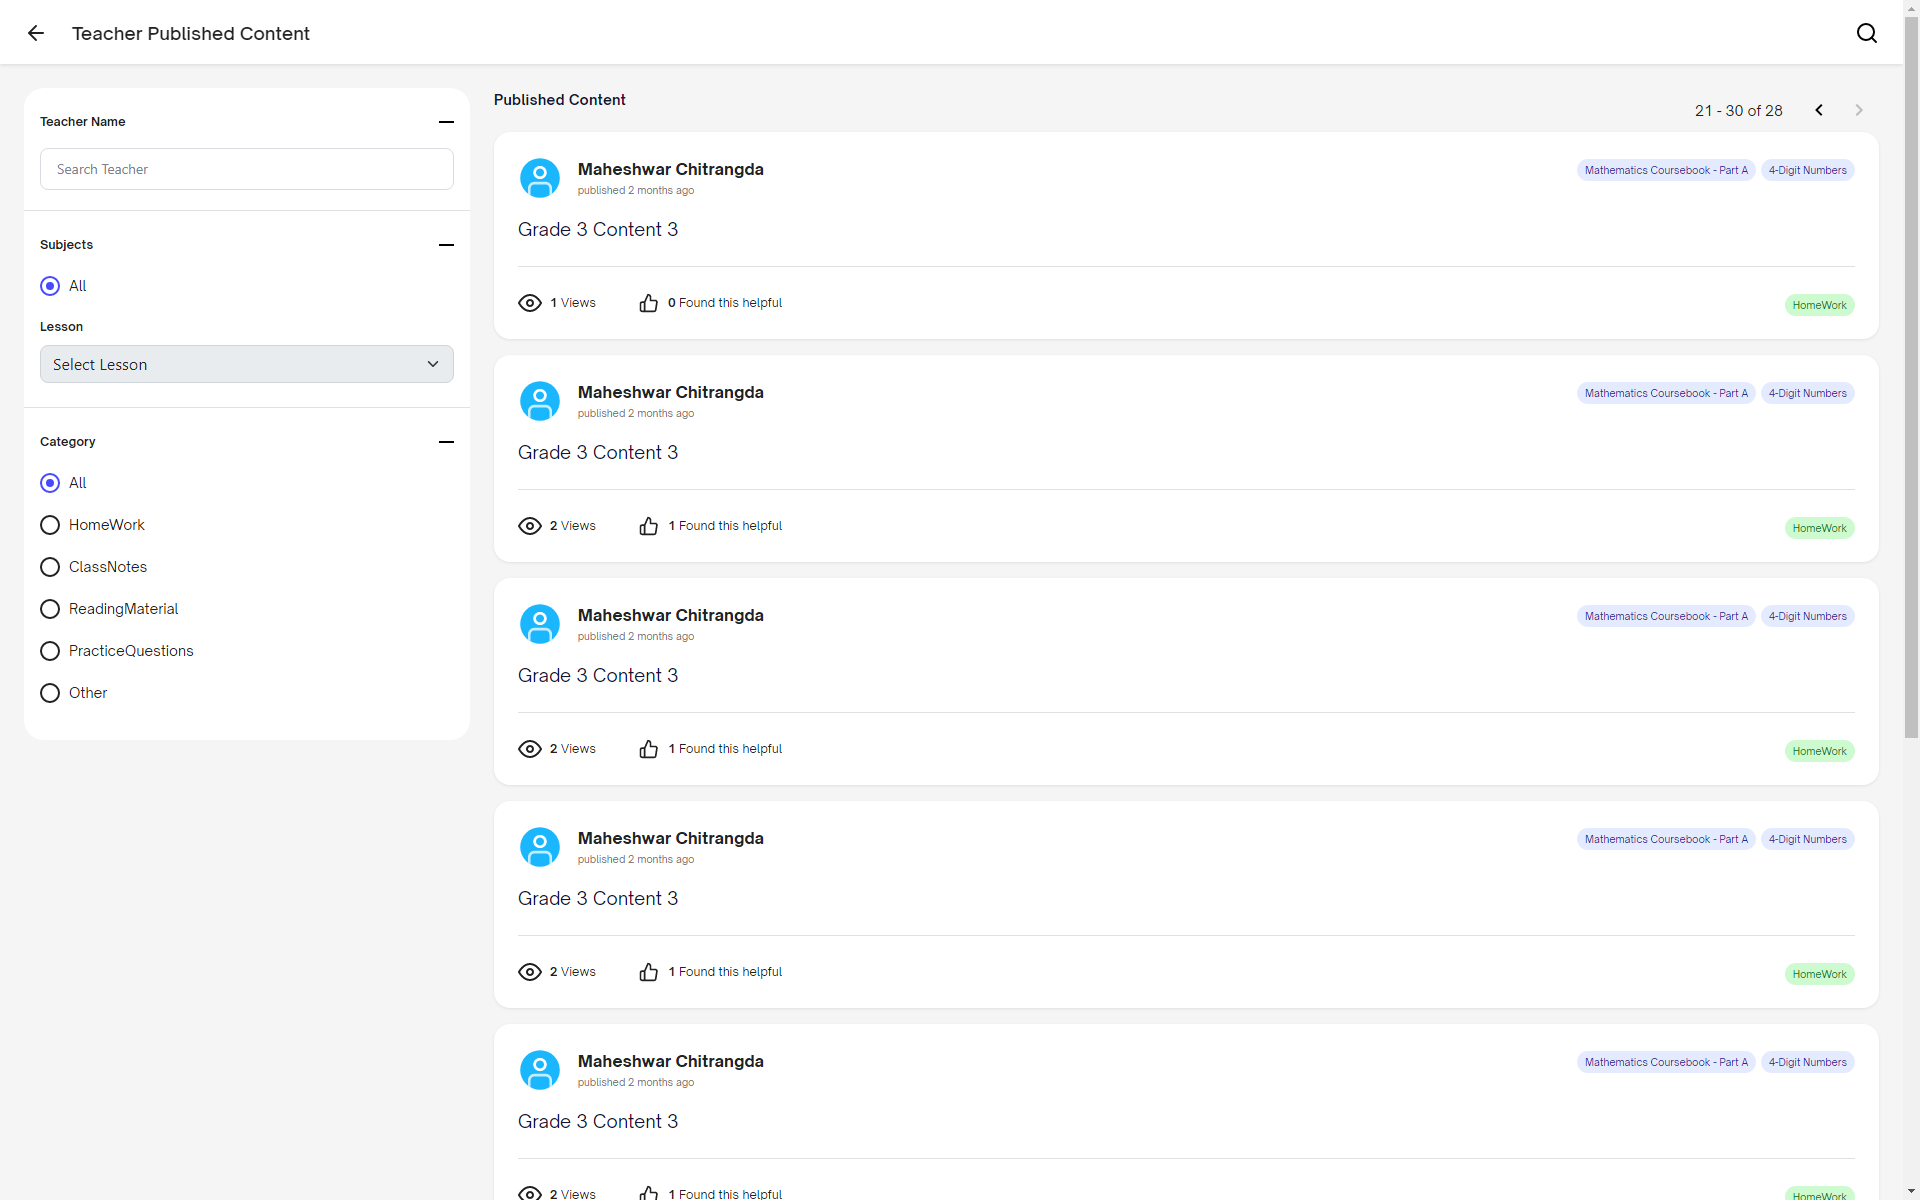 Teacher Published Content
Teacher Name
Search Teacher
Subjects
All
Lesson
Select Lesson
Category
All
HomeWork
ClassNotes
ReadingMaterial
PracticeQuestions
Other
Published Content
21 - 30 of 28
Maheshwar Chitrangda
published 2 months ago
Mathematics Coursebook - Part A 4-Digit Numbers
Grade 3 Content 3
1 Views 0 Found this helpful
HomeWork
Maheshwar Chitrangda
published 2 months ago
Mathematics Coursebook - Part A 4-Digit Numbers
Grade 3 Content 3
2 Views 1 Found this helpful
HomeWork
Maheshwar Chitrangda
published 2 months ago
Mathematics Coursebook - Part A 4-Digit Numbers
Grade 3 Content 3
2 Views 1 Found this helpful
HomeWork
Maheshwar Chitrangda
published 2 months ago
Mathematics Coursebook - Part A 4-Digit Numbers
Grade 3 Content 3
2 Views 1 Found this helpful
HomeWork
Maheshwar Chitrangda
published 2 months ago
Mathematics Coursebook - Part A 4-Digit Numbers
Grade 3 Content 3
2 Views 1 Found this helpful
HomeWork